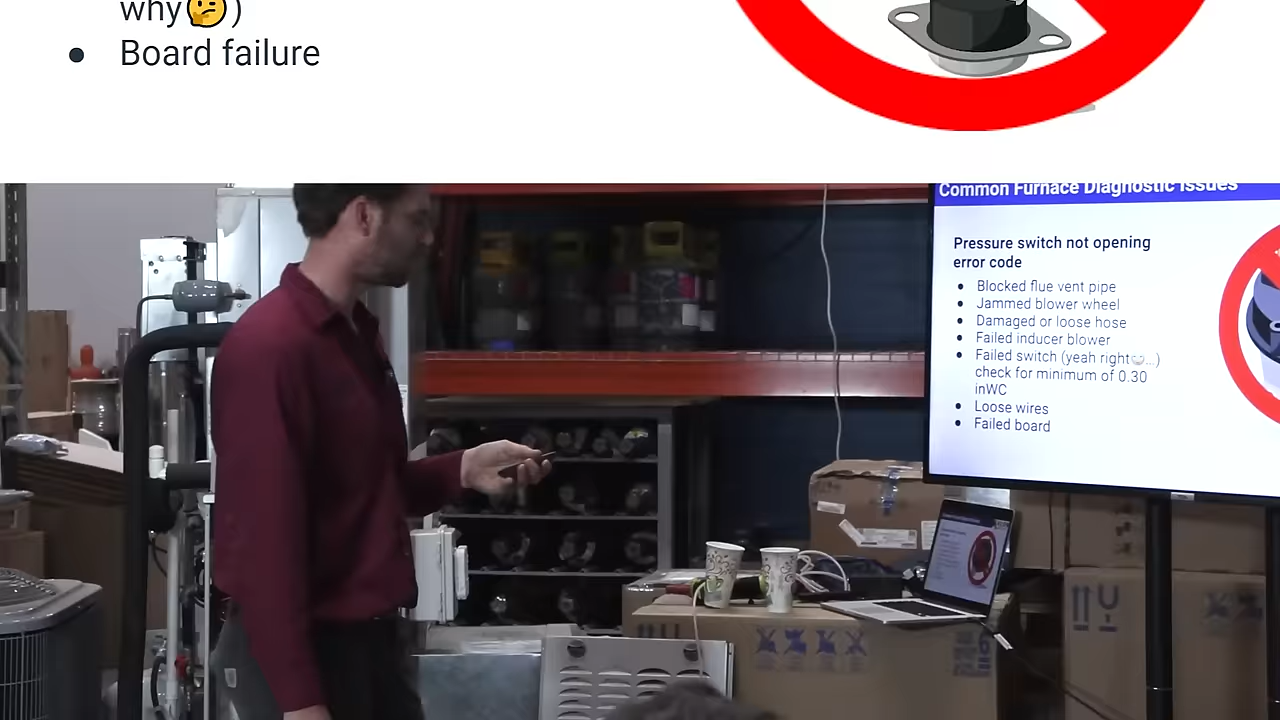 why🤔)
● Board failure
Common Furnace Diagnostic Issues
Pressure switch not opening
error code
● Blocked flue vent pipe
● Jammed blower wheel
● Damaged or loose hose
● Failed inducer blower
● Failed switch (yeah right😂...)
check for minimum of 0.30
inWC
● Loose wires
● Failed board